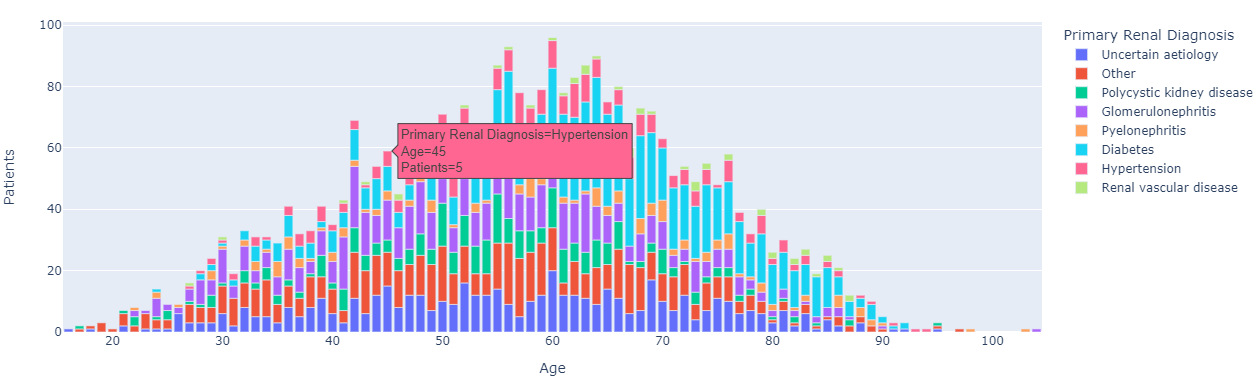 100
80
60
40
20
0
Patients
20
30
40
50
60
70
80
90
100
Age
Primary Renal Diagnosis=Hypertension
Age=45
Patients=5
Primary Renal Diagnosis
Uncertain aetiology
Other
Polycystic kidney disease
Glomerulonephritis
Pyelonephritis
Diabetes
Hypertension
Renal vascular disease